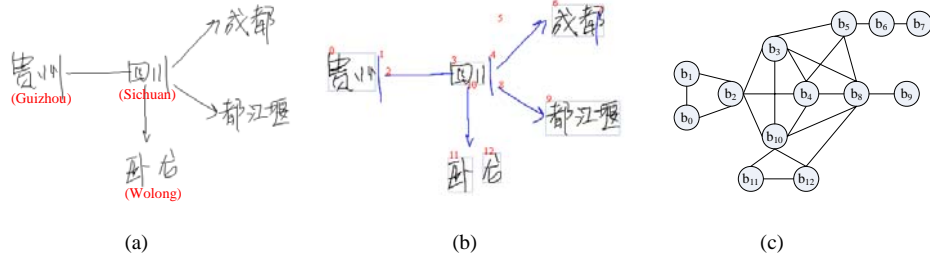 成都
贵州
四川
(Guizhou)
(Sichuan)
都江堰
卧龙
(Wolong)
(a)
5
6
7
成都
0
1
3
4
贵州
2
四川
10
8
9
都江堰
11
12
卧龙
(b)
b5
b6
b7
b3
b1
b2
b4
b8
b9
b0
b10
b11
b12
(c)